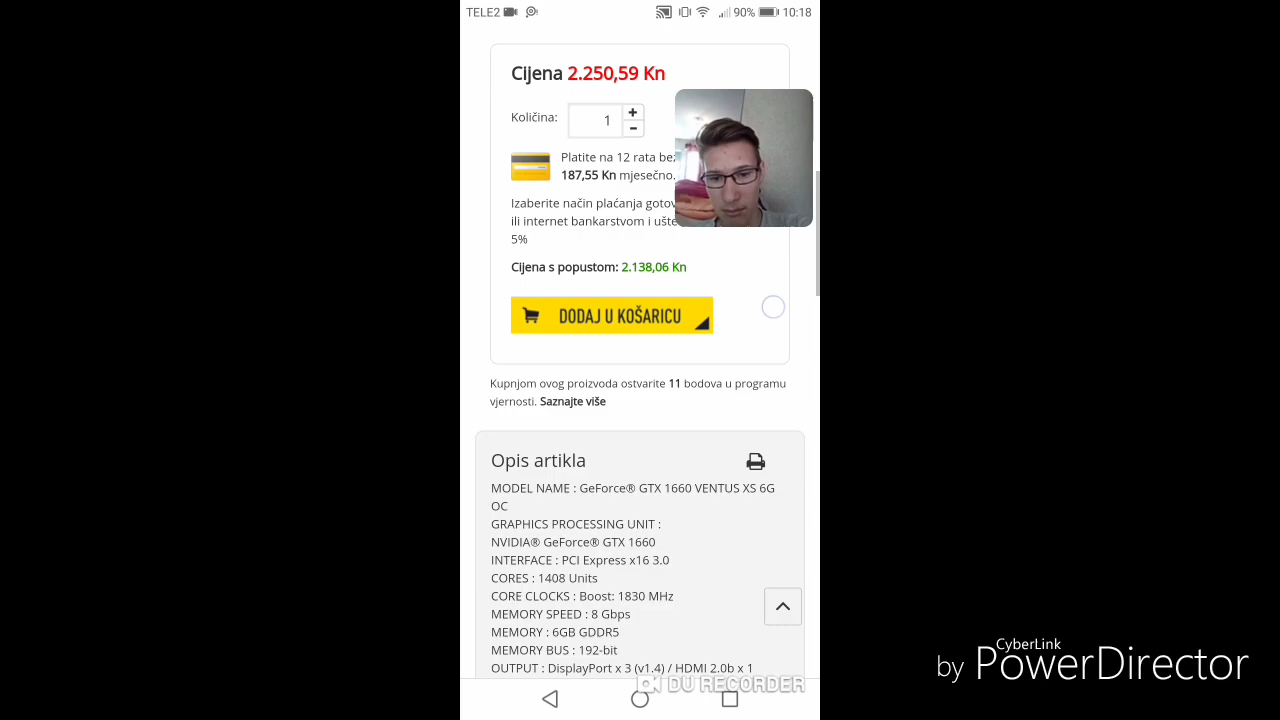 TELE2
90%
10:18
Cijena 2.250,59 Kn
Količina:
1
Platite na 12 rata
187,55 Kn mjesečno.
Izaberite način plaćanja
ili internet bankarstvom i
5%
Cijena s popustom: 2.138,06 Kn
DODAJ U KOŠARICU
Kupnjom ovog proizvoda ostvarite 11 bodova u programu
vjernosti. Saznajte više
Opis artikla
MODEL NAME : GeForce® GTX 1660 VENTUS XS 6G
OC
GRAPHICS PROCESSING UNIT :
NVIDIA® GeForce® GTX 1660
INTERFACE : PCI Express x16 3.0
CORES : 1408 Units
CORE CLOCKS : Boost: 1830 MHz
MEMORY SPEED : 8 Gbps
MEMORY : 6GB GDDR5
MEMORY BUS : 192-bit
OUTPUT : DisplayPort x 3 (v1.4) / HDMI 2.0b x 1
DU RECORDER
CyberLink
by PowerDirector